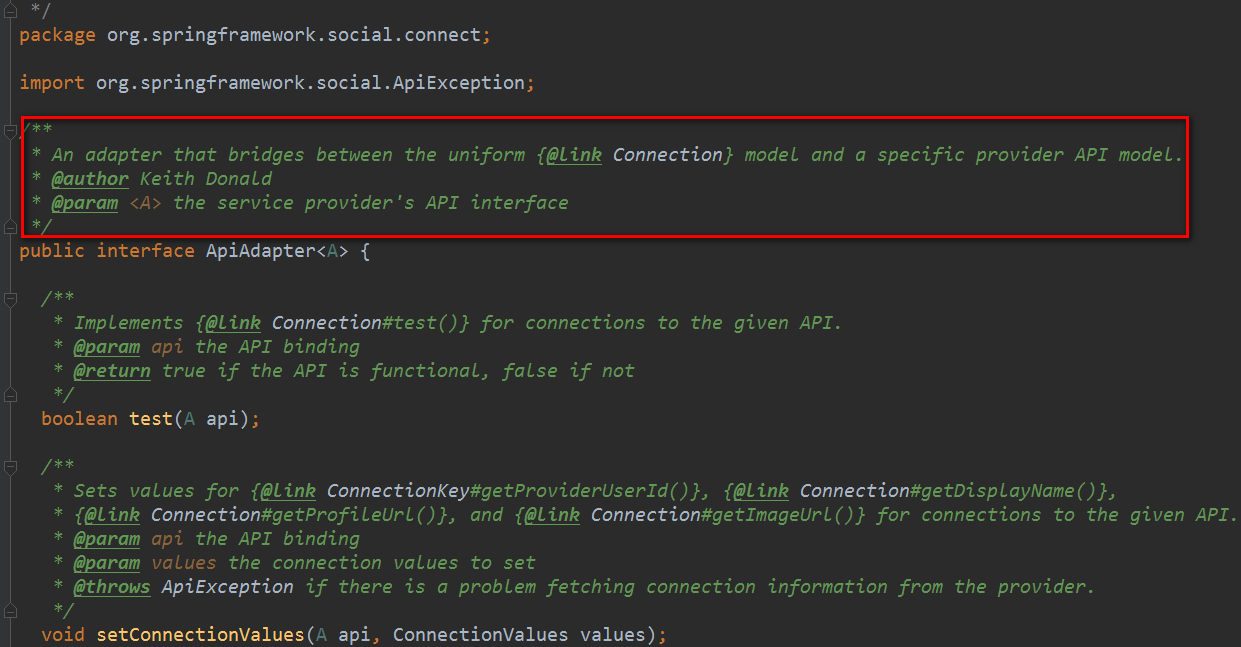 */
package org.springframework.social.connect;
import org.springframework.social.ApiException;
/**
* An adapter that bridges between the uniform {@link Connection} model and a specific provider API model.
* @author Keith Donald
* @param <A> the service provider's API interface
*/
public interface ApiAdapter<A> {
/**
* Implements {@link Connection#test()} for connections to the given API.
* @param api the API binding
* @return true if the API is functional, false if not
*/
boolean test(A api);
/**
* Sets values for {@link ConnectionKey#getProviderUserId()}, {@link Connection#getDisplayName()},
* {@link Connection#getProfileUrl()}, and {@link Connection#getImageUrl()} for connections to the given API.
* @param api the API binding
* @param values the connection values to set
* @throws ApiException if there is a problem fetching connection information from the provider.
*/
void setConnectionValues(A api, ConnectionValues values);